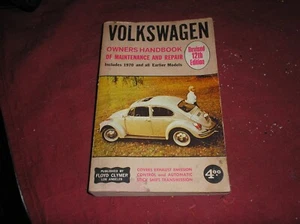 VOLKSWAGEN
OWNERS HANDBOOK
OF MAINTENANCE AND REPAIR
Includes 1970 and all Earlier Models
Revised
12th
Edition
PUBLISHED BY
FLOYD CLYMER
LOS ANGELES
COVERS EXHAUST EMISSION
CONTROL and AUTOMATIC
STICK SHIFT TRANSMISSION
4.00